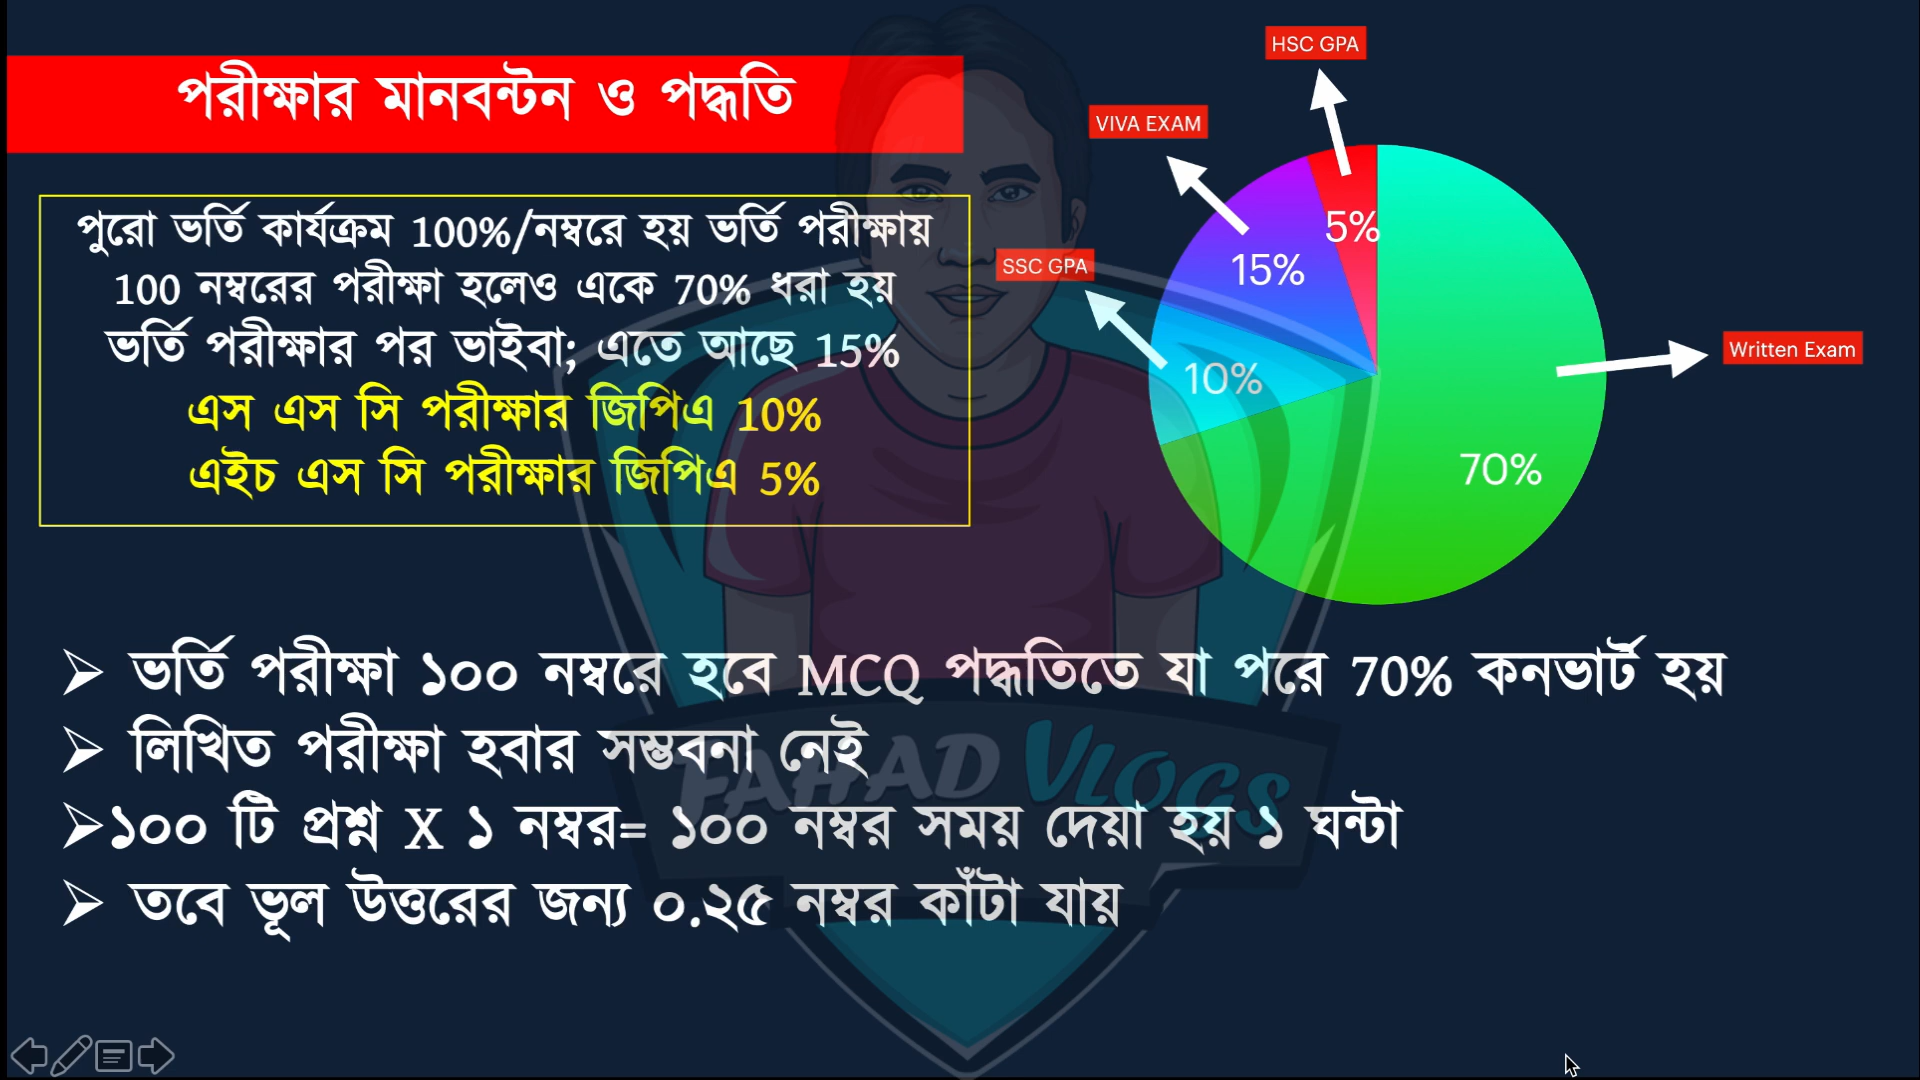 পরীক্ষার মানবন্টন ও পদ্ধতি
পুরো ভর্তি কার্যক্রম 100%/নম্বরে হয় ভর্তি পরীক্ষায়
100 নম্বরের পরীক্ষা হলেও একে 70% ধরা হয়
ভর্তি পরীক্ষার পর ভাইবা; এতে আছে 15%
এস এস সি পরীক্ষার জিপিএ 10%
এইচ এস সি পরীক্ষার জিপিএ 5%
HSC GPA
VIVA EXAM
SSC GPA
Written Exam
5%
15%
10%
70%
➢ ভর্তি পরীক্ষা ১০০ নম্বরে হবে MCQ পদ্ধতিতে যা পরে 70% কনভার্ট হয়
➢ লিখিত পরীক্ষা হবার সম্ভবনা নেই
➢১০০ টি প্রশ্ন X ১ নম্বর= ১০০ নম্বর সময় দেয়া হয় ১ ঘন্টা
➢ তবে ভূল উত্তরের জন্য ০.২৫ নম্বর কাঁটা যায়
FAHAD VLOGS